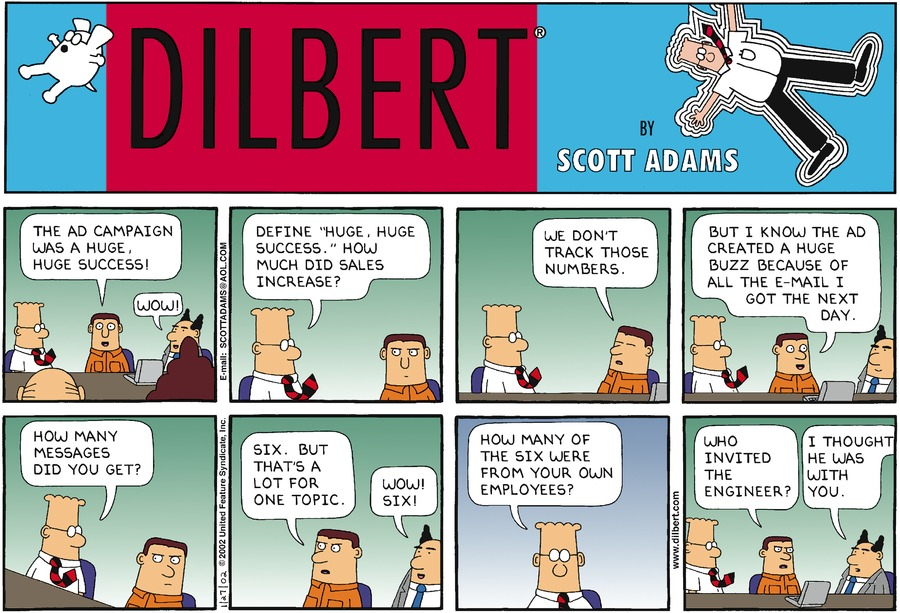 DILBERT®
BY
SCOTT ADAMS
THE AD CAMPAIGN
WAS A HUGE,
HUGE SUCCESS!
WOW!
E-mail: SCOTTADAMS@AOL.COM
DEFINE "HUGE, HUGE
SUCCESS." HOW
MUCH DID SALES
INCREASE?
WE DON'T
TRACK THOSE
NUMBERS.
BUT I KNOW THE AD
CREATED A HUGE
BUZZ BECAUSE OF
ALL THE E-MAIL I
GOT THE NEXT
DAY.
HOW MANY
MESSAGES
DID YOU GET?
1/27/02 © 2002 United Feature Syndicate, Inc.
SIX. BUT
THAT'S A
LOT FOR
ONE TOPIC.
WOW!
SIX!
HOW MANY OF
THE SIX WERE
FROM YOUR OWN
EMPLOYEES?
www.dilbert.com
WHO
INVITED
THE
ENGINEER?
I THOUGHT
HE WAS
WITH
YOU.